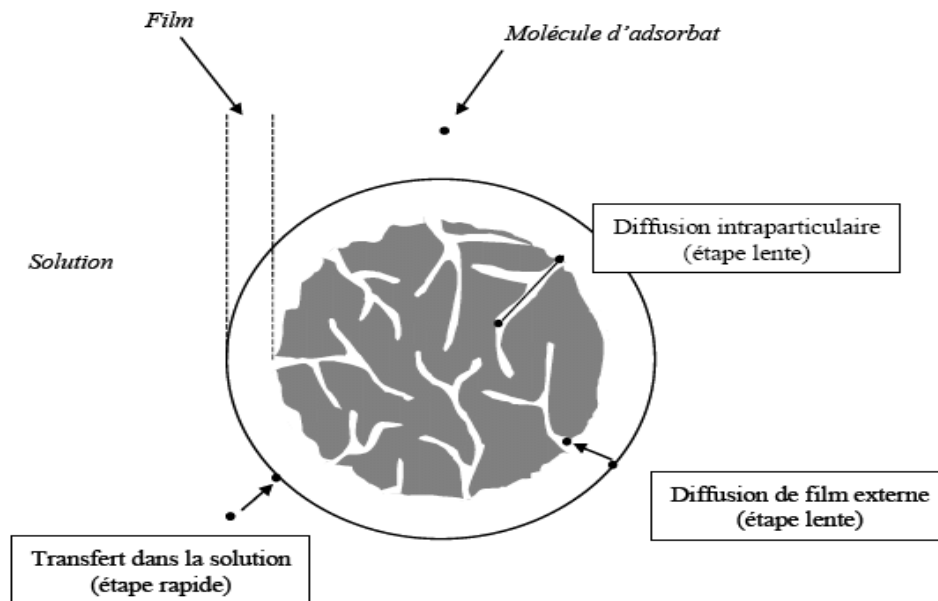 Film
Molécule d'adsorbat
Solution
Diffusion intraparticulaire
(étape lente)
Diffusion de film externe
(étape lente)
Transfert dans la solution
(étape rapide)